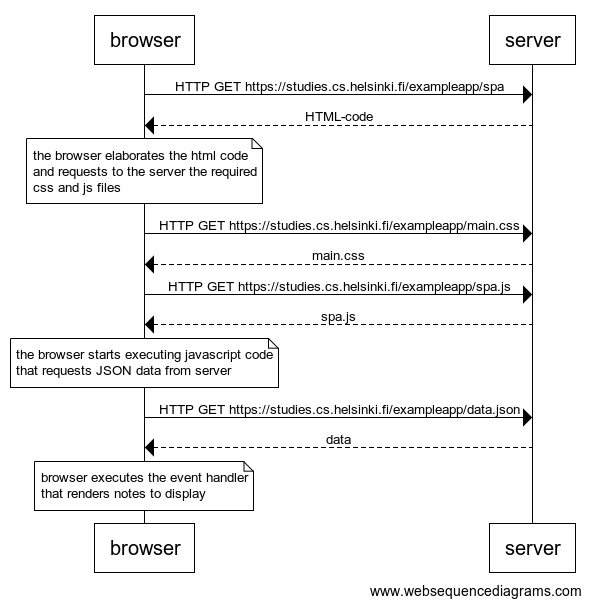 browser
server
HTTP GET https://studies.cs.helsinki.fi/exampleapp/spa
HTML-code
the browser elaborates the html code
and requests to the server the required
css and js files
HTTP GET https://studies.cs.helsinki.fi/exampleapp/main.css
main.css
HTTP GET https://studies.cs.helsinki.fi/exampleapp/spa.js
spa.js
the browser starts executing javascript code
that requests JSON data from server
HTTP GET https://studies.cs.helsinki.fi/exampleapp/data.json
data
browser executes the event handler
that renders notes to display
browser
server
www.websequencediagrams.com